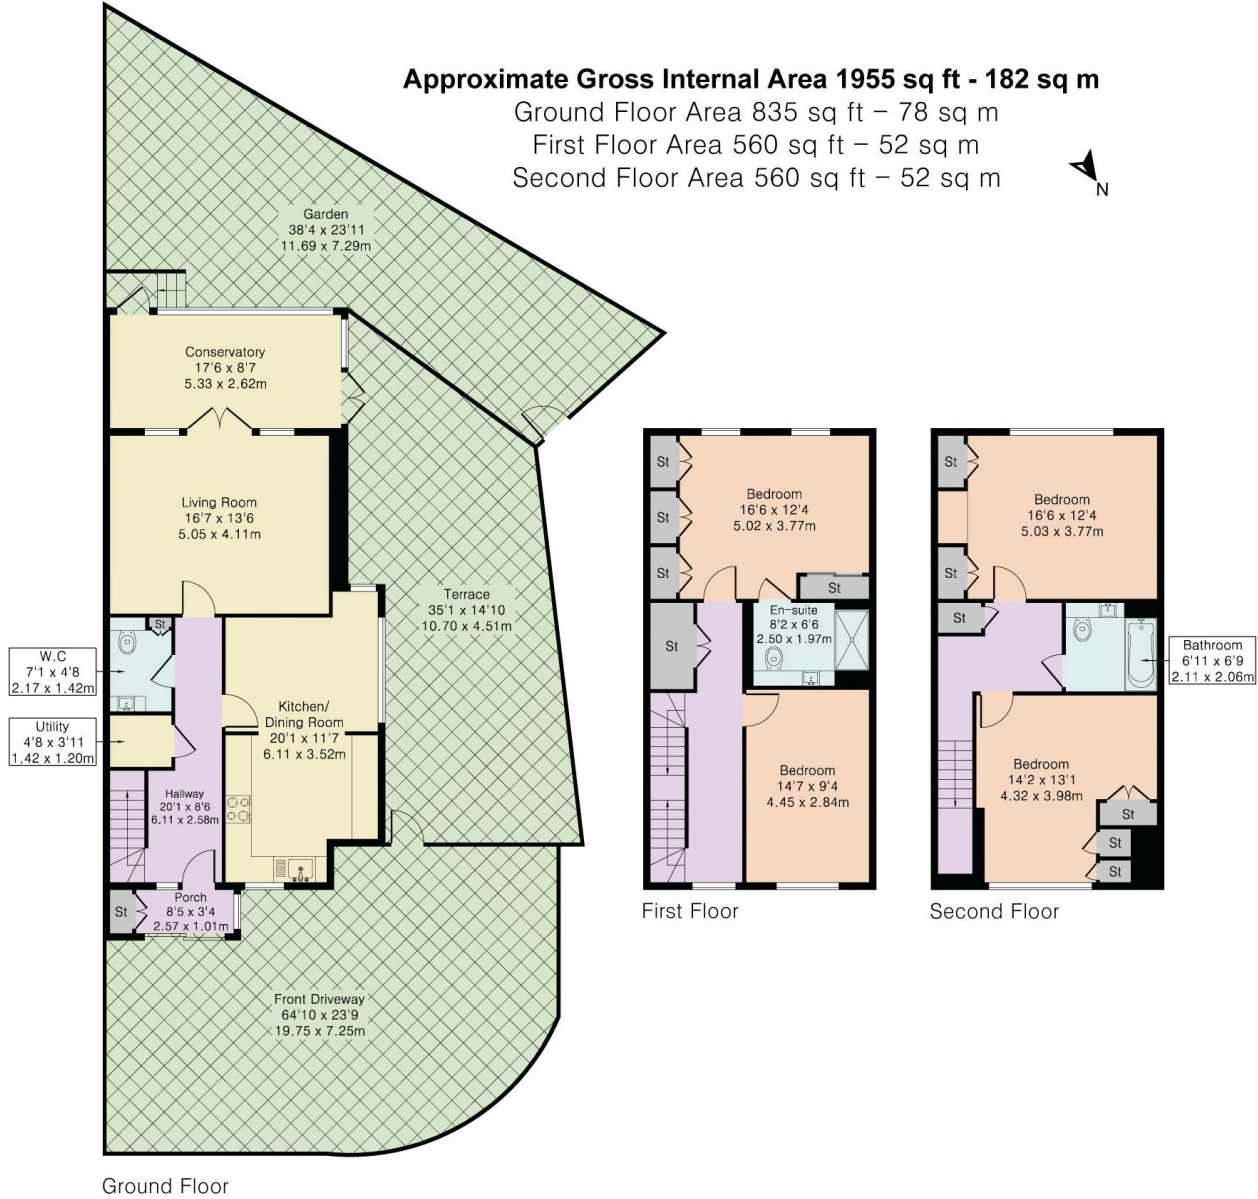 Approximate Gross Internal Area 1955 sq ft - 182 sq m
Ground Floor Area 835 sq ft – 78 sq m
First Floor Area 560 sq ft – 52 sq m
Second Floor Area 560 sq ft – 52 sq m
N
Garden
38'4 x 23'11
11.69 x 7.29m
Conservatory
17'6 x 8'7
5.33 x 2.62m
Living Room
16'7 x 13'6
5.05 x 4.11m
Terrace
35'1 x 14'10
10.70 x 4.51m
St
W.C
7'1 x 4'8
2.17 x 1.42m
Utility
4'8 x 3'11
1.42 x 1.20m
Kitchen/
Dining Room
20'1 x 11'7
6.11 x 3.52m
Hallway
20'1 x 8'6
6.11 x 2.58m
St
Porch
8'5 x 3'4
2.57 x 1.01m
Front Driveway
64'10 x 23'9
19.75 x 7.25m
Ground Floor
St
St
St
Bedroom
16'6 x 12'4
5.02 x 3.77m
St
St
En-suite
8'2 x 6'6
2.50 x 1.97m
Bedroom
14'7 x 9'4
4.45 x 2.84m
First Floor
St
Bedroom
16'6 x 12'4
5.03 x 3.77m
St
St
Bathroom
6'11 x 6'9
2.11 x 2.06m
Bedroom
14'2 x 13'1
4.32 x 3.98m
St
St
St
Second Floor